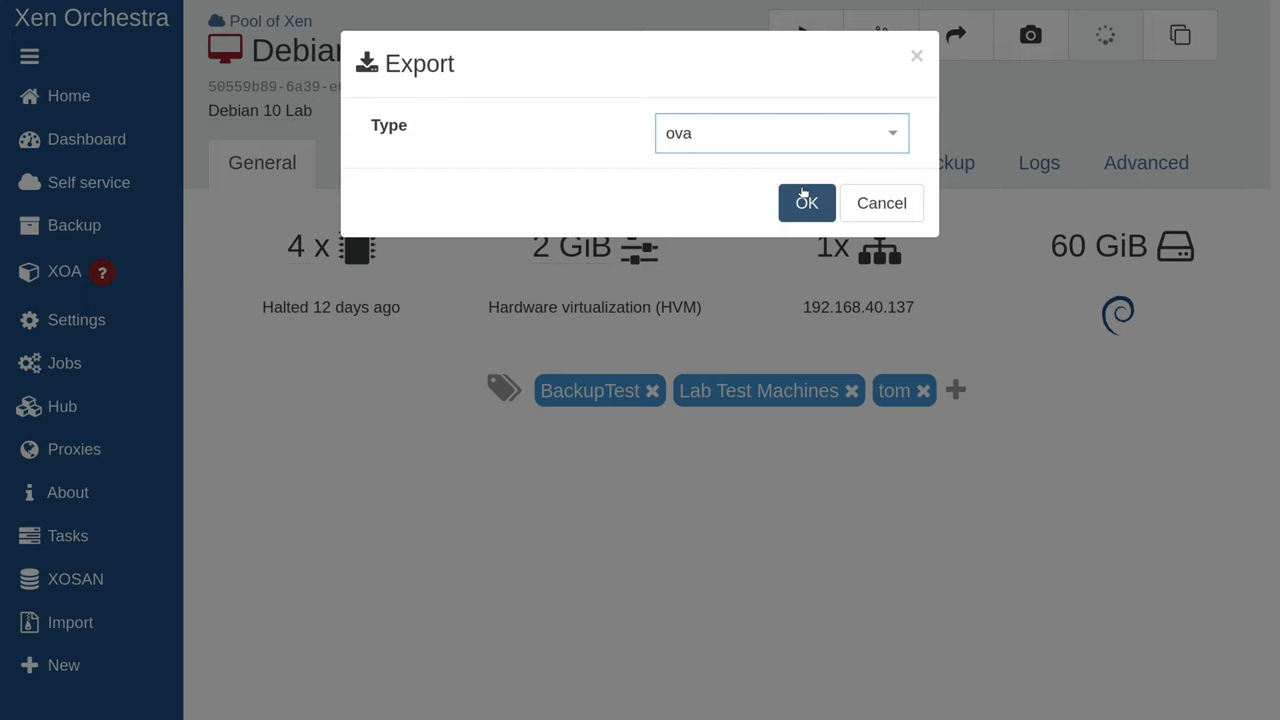 Xen Orchestra
Home
Dashboard
Self service
Backup
XOA ?
Settings
Jobs
Hub
Proxies
About
Tasks
XOSAN
Import
New
Pool of Xen
Debian
50559b89-6a39-e
Debian 10 Lab
Export ×
Type ova
OK Cancel
General ckup Logs Advanced
4 x 2 GiB 1x 60 GiB
Halted 12 days ago Hardware virtualization (HVM) 192.168.40.137
BackupTest Lab Test Machines tom